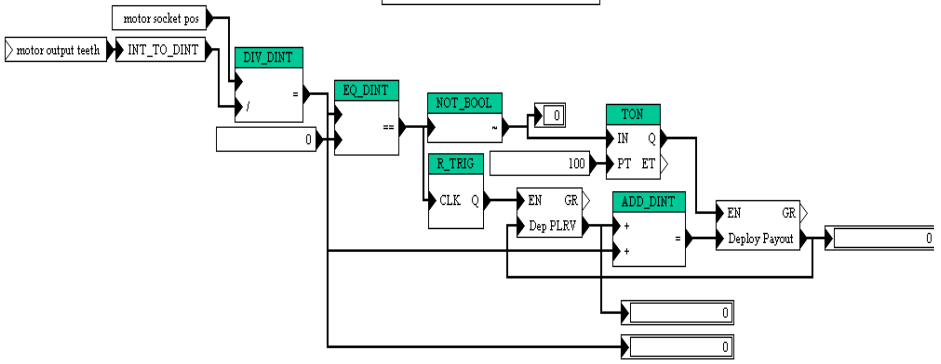 motor socket pos
motor output teeth
INT_TO_DINT
DIV_DINT
=
/
0
EQ_DINT
==
NOT_BOOL
~
0
R_TRIG
CLK Q
100
TON
IN Q
PT ET
EN GR
Dep PLRV
ADD_DINT
+
=
+
EN GR
Deploy Payout
0
0
0